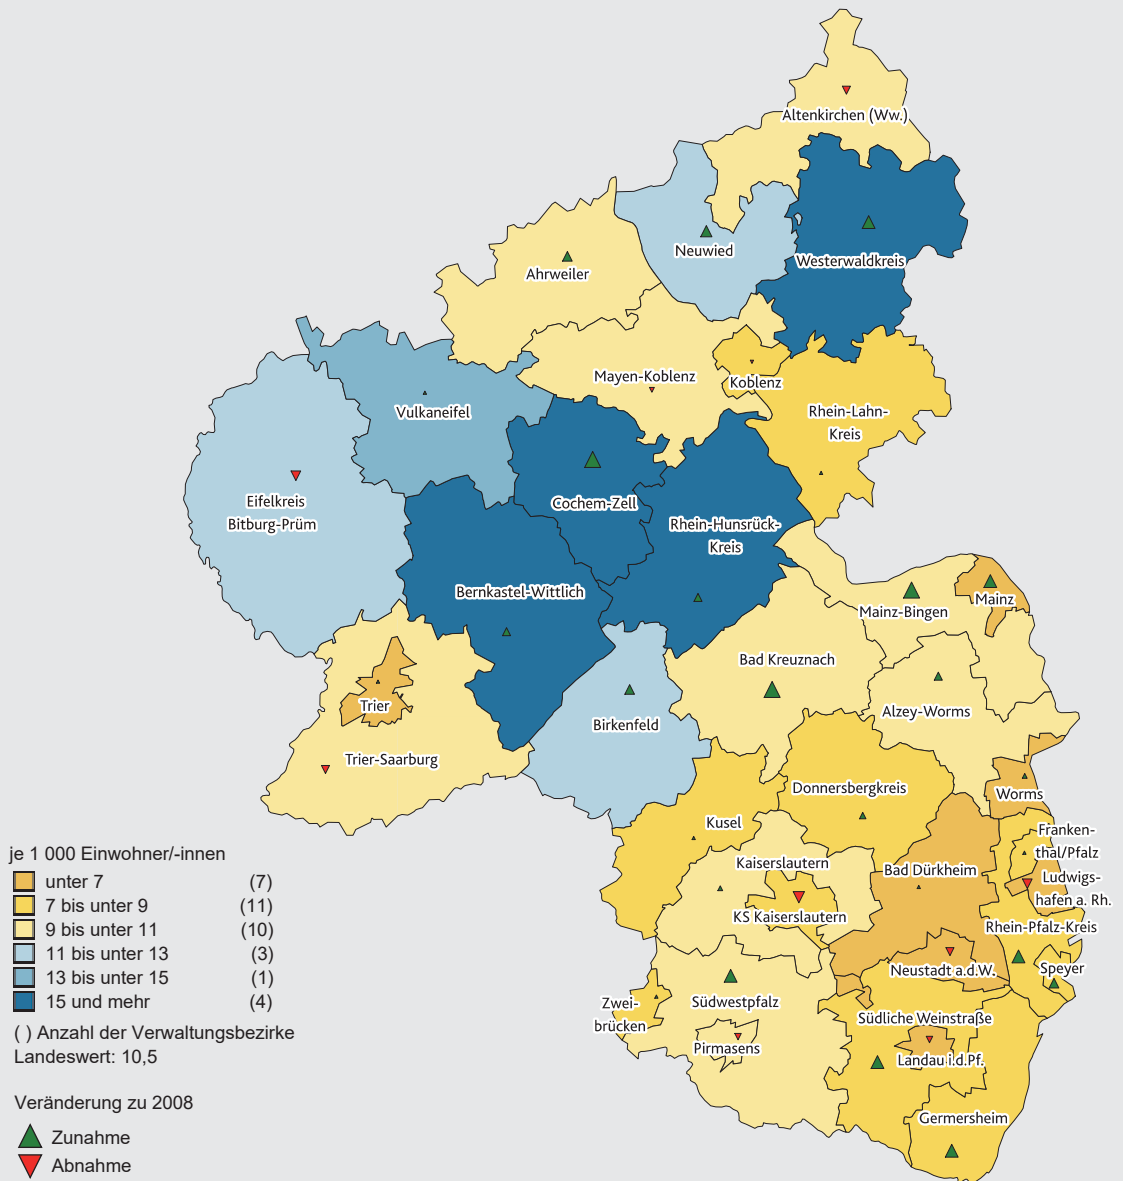 Altenkirchen (Ww.)
Neuwied
Westerwaldkreis
Ahrweiler
Mayen-Koblenz
Koblenz
Vulkaneifel
Rhein-Lahn-
Kreis
Eifelkreis
Bitburg-Prüm
Cochem-Zell
Rhein-Hunsrück-
Kreis
Bernkastel-Wittlich
Mainz-Bingen
Mainz
Bad Kreuznach
Alzey-Worms
Trier
Birkenfeld
Trier-Saarburg
Donnersbergkreis
Worms
Kusel
Franken-
thal/Pfalz
Kaiserslautern
Bad Dürkheim
Ludwigs-
hafen a. Rh.
KS Kaiserslautern
Rhein-Pfalz-Kreis
Neustadt a.d.W.
Speyer
Zwei-
brücken
Südwestpfalz
Südliche Weinstraße
Pirmasens
Landau i.d.Pf.
Germersheim
je 1 000 Einwohner/-innen
unter 7 (7)
7 bis unter 9 (11)
9 bis unter 11 (10)
11 bis unter 13 (3)
13 bis unter 15 (1)
15 und mehr (4)
( ) Anzahl der Verwaltungsbezirke
Landeswert: 10,5
Veränderung zu 2008
Zunahme
Abnahme